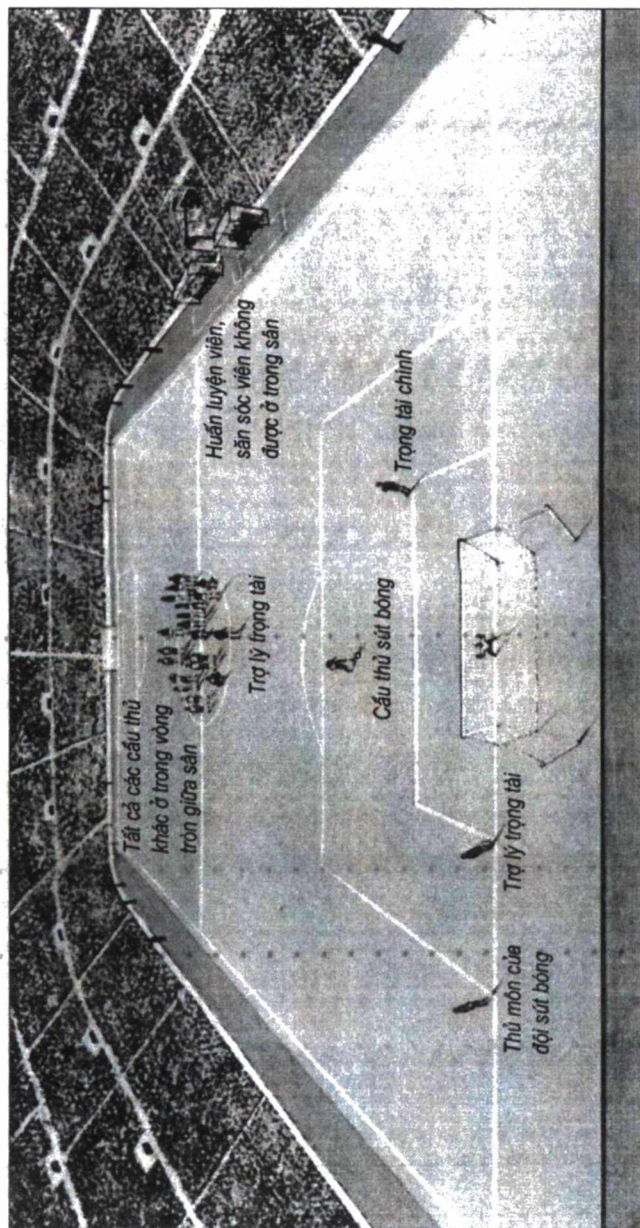 Tất cả các cầu thủ
khác ở trong vòng
tròn giữa sân
Trợ lý trọng tài
Huấn luyện viên,
săn sóc viên không
được ở trong sân
Cầu thủ sút bóng
Trọng tài chính
Trợ lý trọng tài
Thủ môn của
đội sút bóng